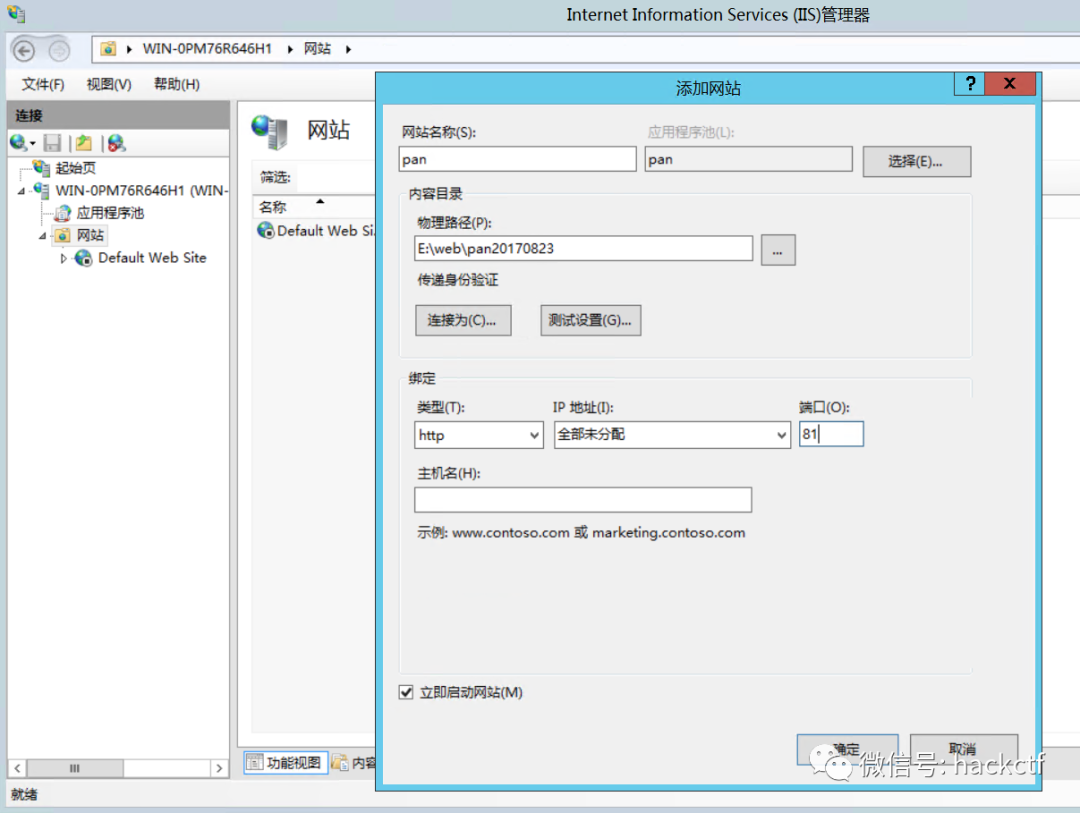 Internet Information Services (IIS)管理器
WIN-0PM76R646H1 网站
文件(F) 视图(V) 帮助(H)
连接
起始页
WIN-0PM76R646H1 (WIN-
应用程序池
网站
Default Web Site
网站
筛选:
名称
Default Web Si
添加网站
?
X
网站名称(S):
应用程序池(L):
pan
pan
选择(E)...
内容目录
物理路径(P):
E:\web\pan20170823
...
传递身份验证
连接为(C)...
测试设置(G)...
绑定
类型(T):
IP 地址(I):
端口(O):
http
全部未分配
81
主机名(H):
示例: www.contoso.com 或 marketing.contoso.com
立即启动网站(M)
确定
取消
功能视图
内容
就绪
微信号: hackctf